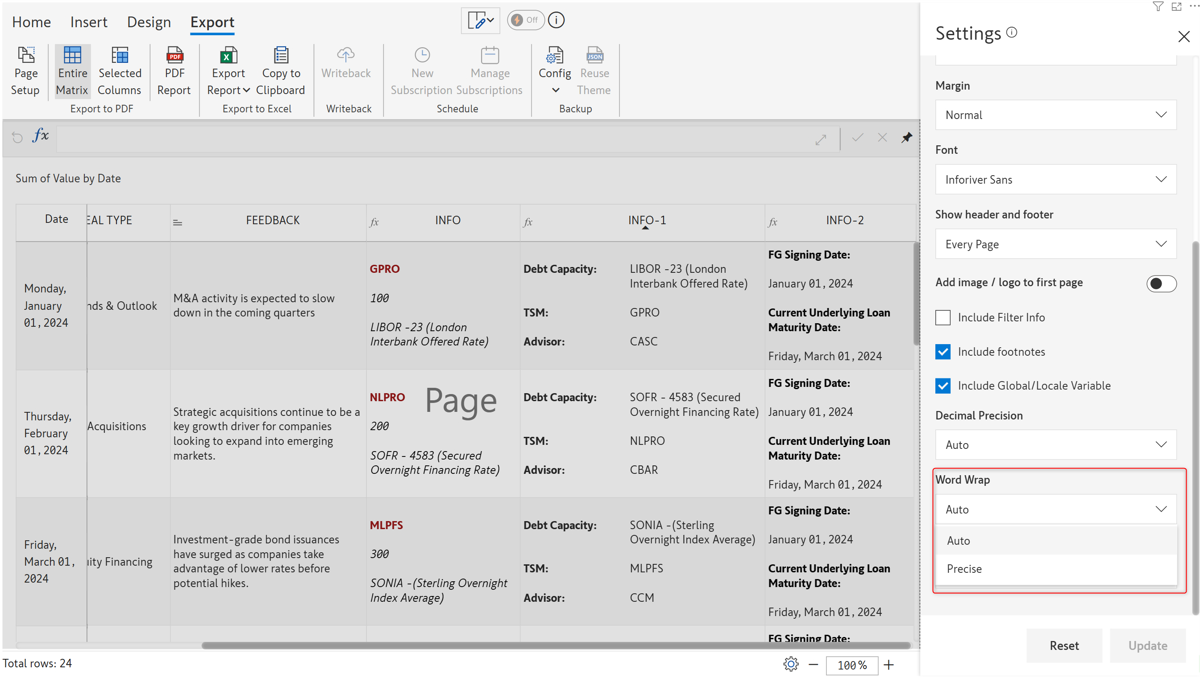 Home Insert Design Export
Off
Page Setup
Entire Matrix
Selected Columns
PDF Report
Export Report
Copy to Clipboard
Writeback
New Subscription
Manage Subscriptions
Config
Reuse Theme
Export to PDF
Export to Excel
Writeback
Schedule
Backup
fx
Sum of Value by Date
Date EAL TYPE FEEDBACK fx INFO fx INFO-1 fx INFO-2
Monday,
January
01, 2024
nds & Outlook
M&A activity is expected to slow
down in the coming quarters
GPRO
100
LIBOR -23 (London
Interbank Offered Rate)
Debt Capacity: LIBOR -23 (London
Interbank Offered Rate)
TSM: GPRO
Advisor: CASC
FG Signing Date:
January 01, 2024
Current Underlying Loan
Maturity Date:
Friday, March 01, 2024
Thursday,
February
01, 2024
Acquisitions
Strategic acquisitions continue to be a
key growth driver for companies
looking to expand into emerging
markets.
NLPRO
200
SOFR - 4583 (Secured
Overnight Financing Rate)
Page
Debt Capacity: SOFR - 4583 (Secured
Overnight Financing Rate)
TSM: NLPRO
Advisor: CBAR
FG Signing Date:
January 01, 2024
Current Underlying Loan
Maturity Date:
Friday, March 01, 2024
Friday,
March 01,
2024
uity Financing
Investment-grade bond issuances
have surged as companies take
advantage of lower rates before
potential hikes.
MLPFS
300
SONIA -(Sterling Overnight
Index Average)
Debt Capacity: SONIA -(Sterling
Overnight Index Average)
TSM: MLPFS
Advisor: CCM
FG Signing Date:
January 01, 2024
Current Underlying Loan
Maturity Date:
Friday, March 01, 2024
FG Signing Date:
Total rows: 24
100 %
Settings
Margin
Normal
Font
Inforiver Sans
Show header and footer
Every Page
Add image / logo to first page
Include Filter Info
Include footnotes
Include Global/Locale Variable
Decimal Precision
Auto
Word Wrap
Auto
Auto
Precise
Reset Update